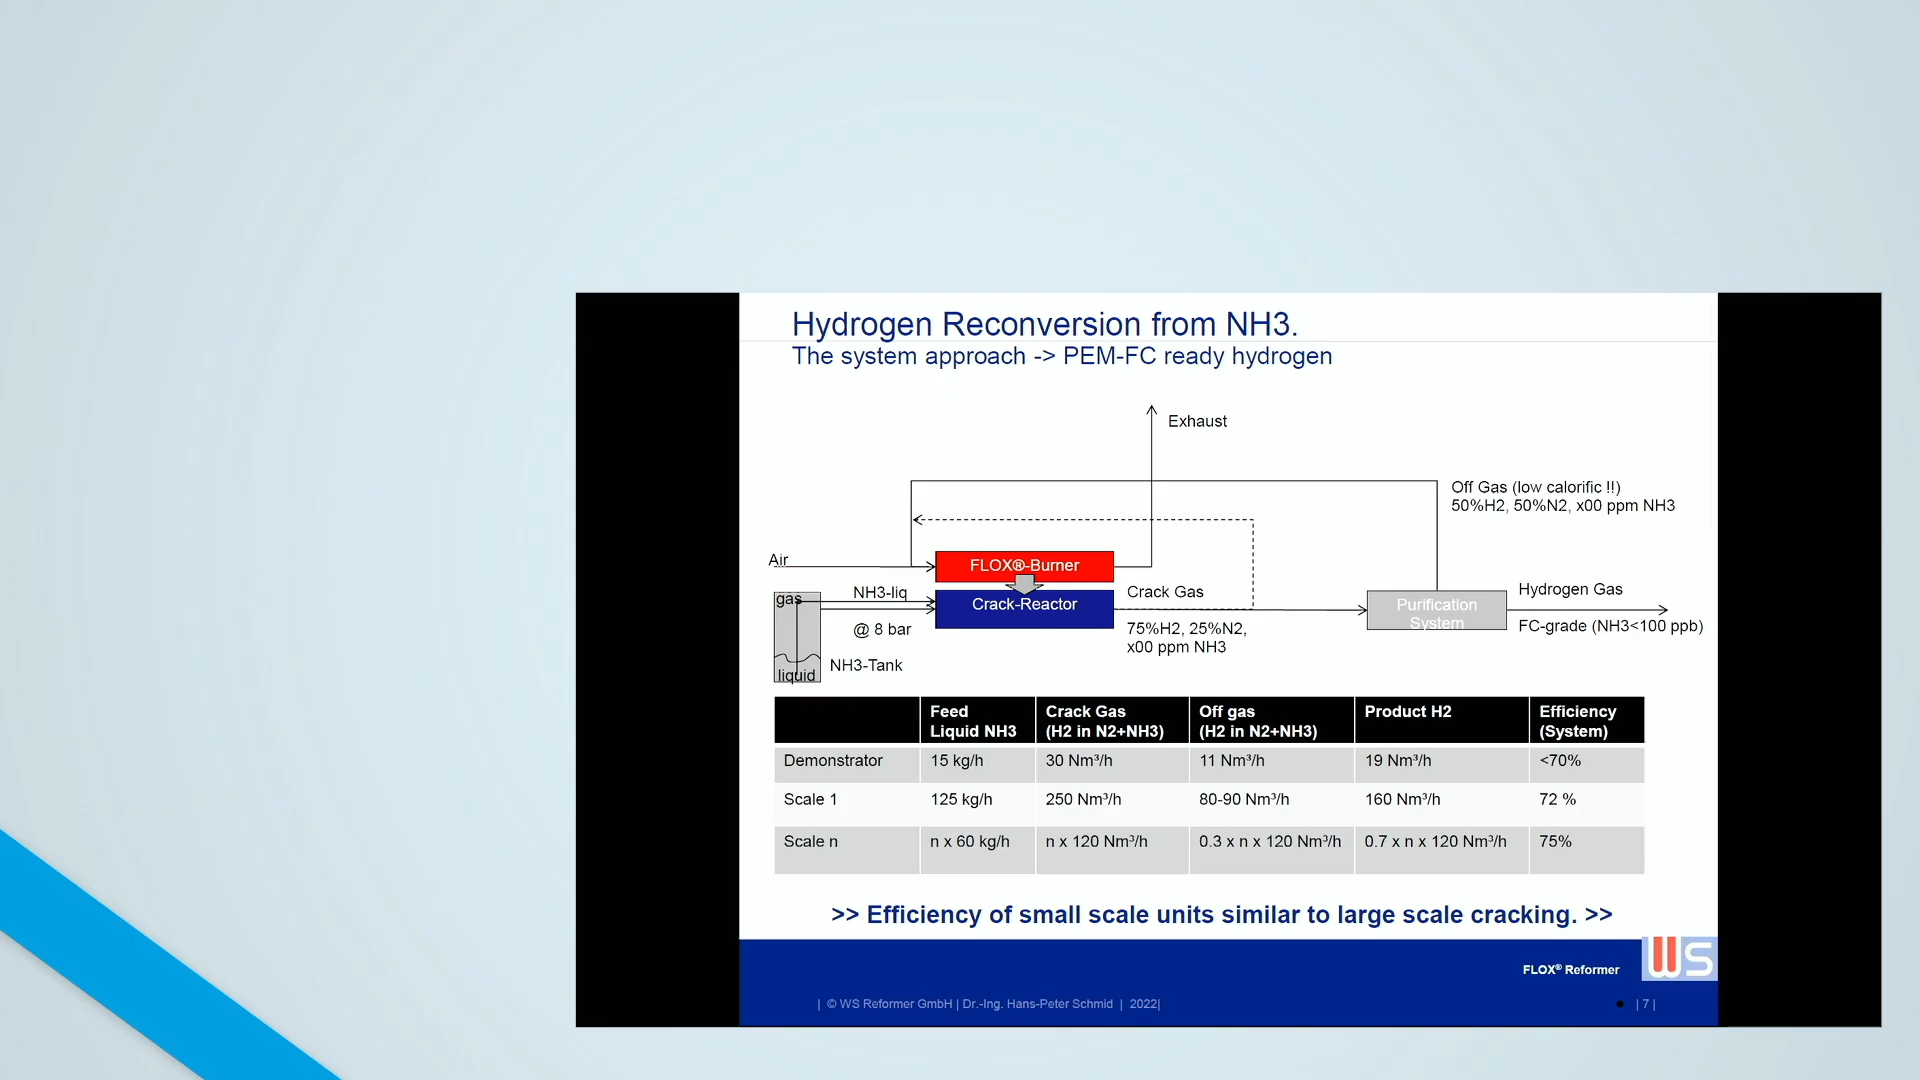 Hydrogen Reconversion from NH3.
The system approach -> PEM-FC ready hydrogen
Exhaust
Off Gas (low calorific !!)
50%H2, 50%N2, x00 ppm NH3
Air
FLOX®-Burner
gas
NH3-liq
Crack-Reactor
Crack Gas
Purification
System
Hydrogen Gas
@ 8 bar
75%H2, 25%N2,
x00 ppm NH3
FC-grade (NH3<100 ppb)
liquid
NH3-Tank
Feed Liquid NH3 Crack Gas (H2 in N2+NH3) Off gas (H2 in N2+NH3) Product H2 Efficiency (System)
Demonstrator 15 kg/h 30 Nm³/h 11 Nm³/h 19 Nm³/h <70%
Scale 1 125 kg/h 250 Nm³/h 80-90 Nm³/h 160 Nm³/h 72 %
Scale n n x 60 kg/h n x 120 Nm³/h 0.3 x n x 120 Nm³/h 0.7 x n x 120 Nm³/h 75%
>> Efficiency of small scale units similar to large scale cracking. >>
FLOX® Reformer
WS
| © WS Reformer GmbH | Dr.-Ing. Hans-Peter Schmid | 2022|
| 7 |